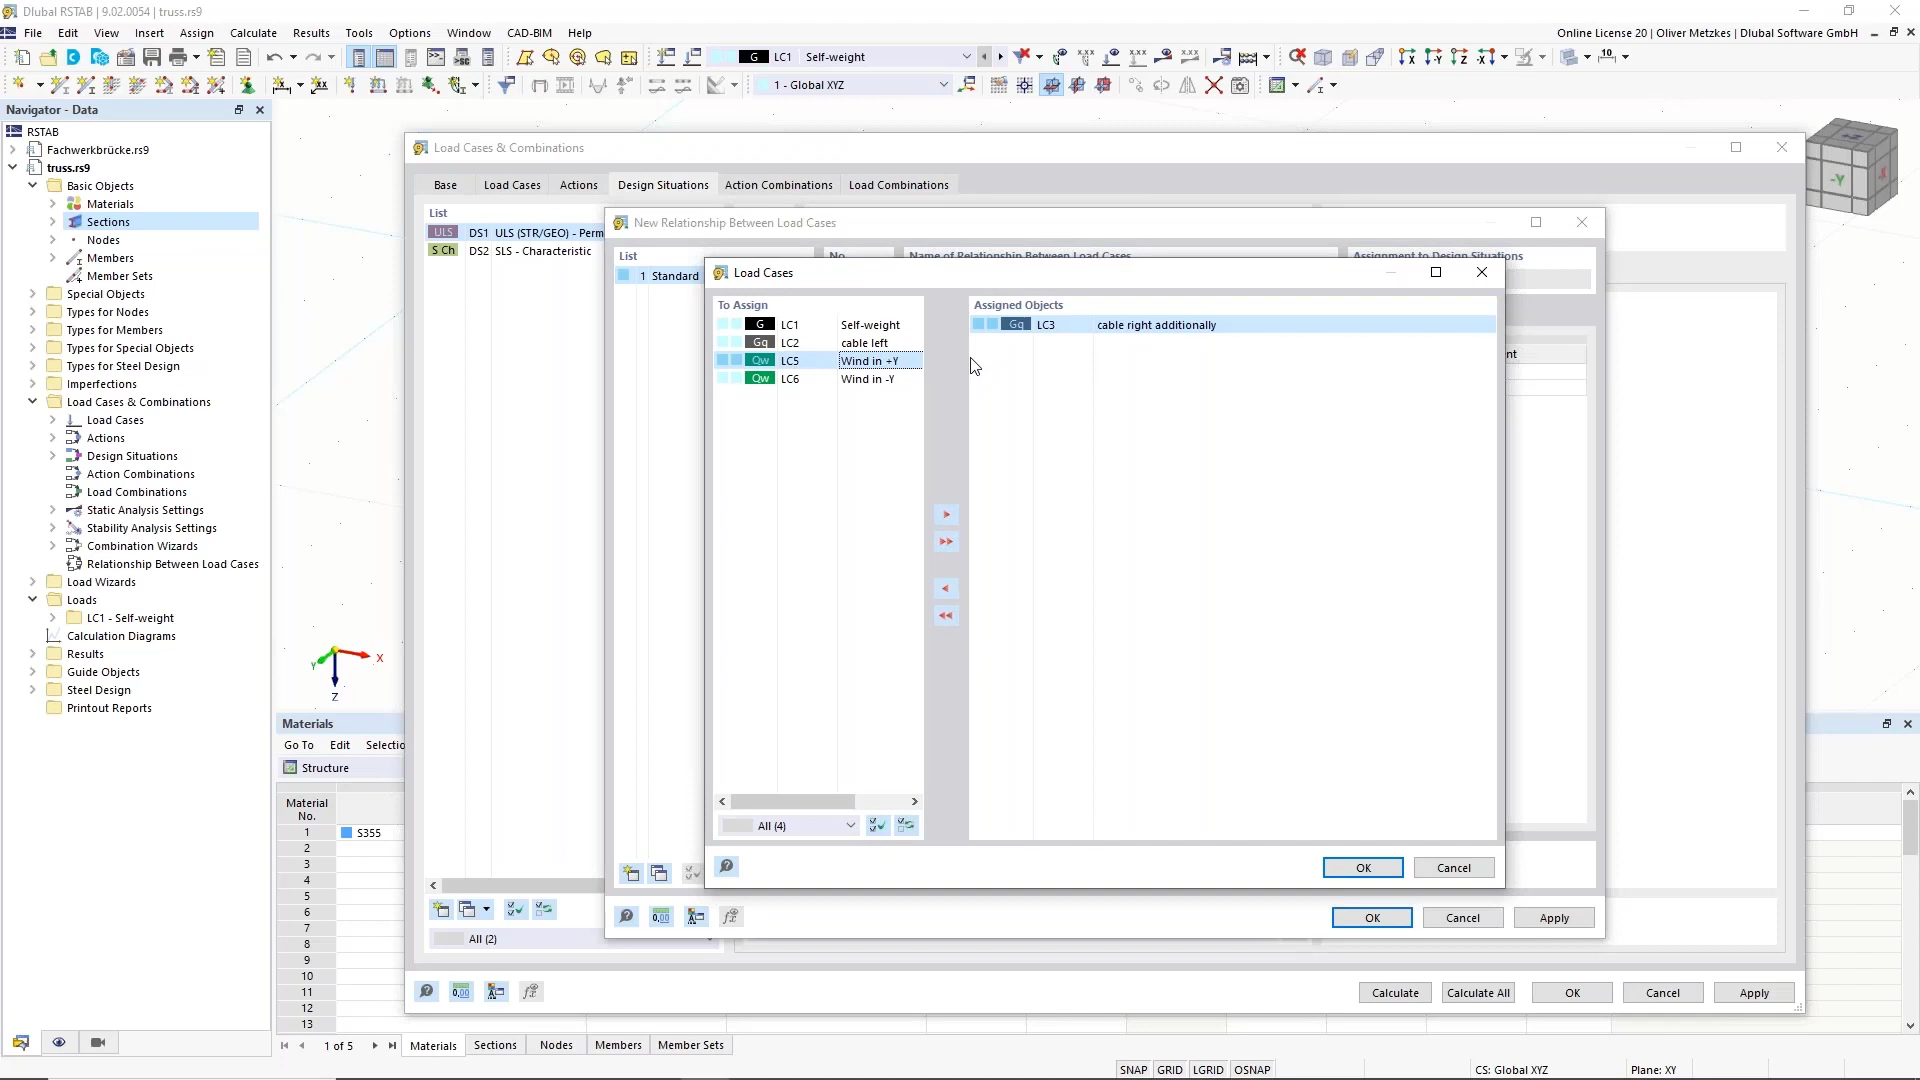 Dlubal RSTAB | 9.02.0054 | truss.rs9
File Edit View Insert Assign Calculate Results Tools Options Window CAD-BIM Help
Online License 20 | Oliver Metzkes | Dlubal Software GmbH
G LC1 Self-weight
1 - Global XYZ
Navigator - Data
RSTAB
Fachwerkbrücke.rs9
truss.rs9
Basic Objects
Materials
Sections
Nodes
Members
Member Sets
Special Objects
Types for Nodes
Types for Members
Types for Special Objects
Types for Steel Design
Imperfections
Load Cases & Combinations
Load Cases
Actions
Design Situations
Action Combinations
Load Combinations
Static Analysis Settings
Stability Analysis Settings
Combination Wizards
Relationship Between Load Cases
Load Wizards
Loads
LC1 - Self-weight
Calculation Diagrams
Results
Guide Objects
Steel Design
Printout Reports
Load Cases & Combinations
Base Load Cases Actions Design Situations Action Combinations Load Combinations
List
ULS DS1 ULS (STR/GEO) - Perm
S Ch DS2 SLS - Characteristic
All (2)
New Relationship Between Load Cases
List No. Name of Relationship Between Load Cases Assignment to Design Situations
1 Standard
nt
Load Cases
To Assign
G LC1 Self-weight
Gq LC2 cable left
Qw LC5 Wind in +Y
Qw LC6 Wind in -Y
All (4)
Assigned Objects
Gq LC3 cable right additionally
OK Cancel
OK Cancel Apply
Calculate Calculate All OK Cancel Apply
X Y Z
-Y X +Z
Materials
Go To Edit Selectio
Structure
Material
No.
1 S355
2
3
4
5
6
7
8
9
10
11
12
13
1 of 5 Materials Sections Nodes Members Member Sets
SNAP GRID LGRID OSNAP CS: Global XYZ Plane: XY